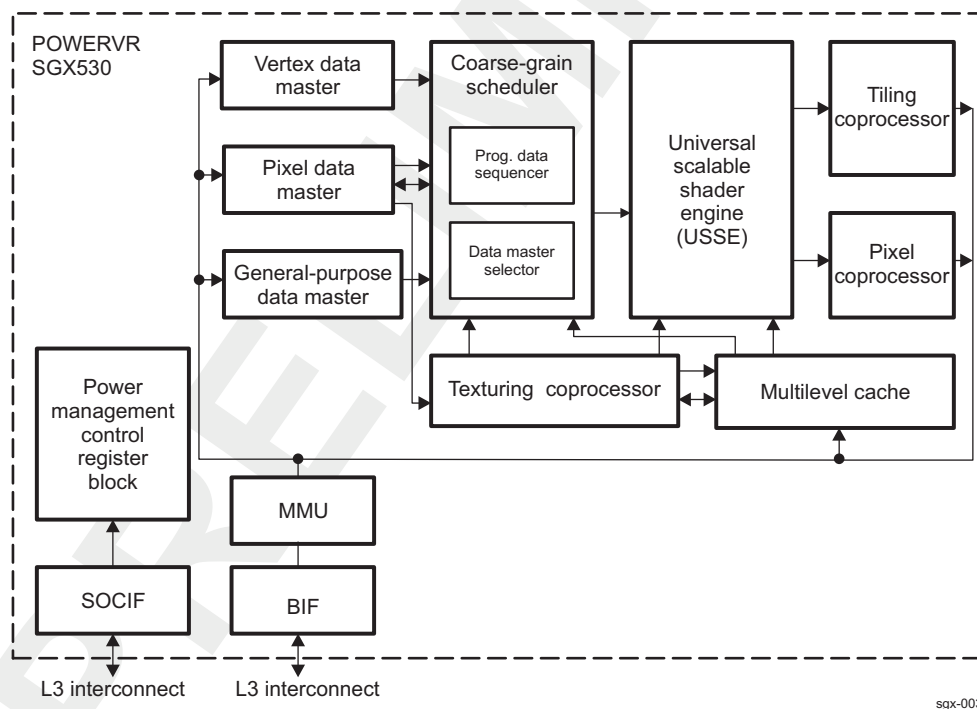 POWERVR
SGX530
Vertex data
master
Coarse-grain
scheduler
Prog. data
sequencer
Data master
selector
Universal
scalable
shader
engine
(USSE)
Tiling
coprocessor
Pixel data
master
General-purpose
data master
Pixel
coprocessor
Power
management
control
register
block
Texturing coprocessor
Multilevel cache
MMU
SOCIF
BIF
L3 interconnect
L3 interconnect